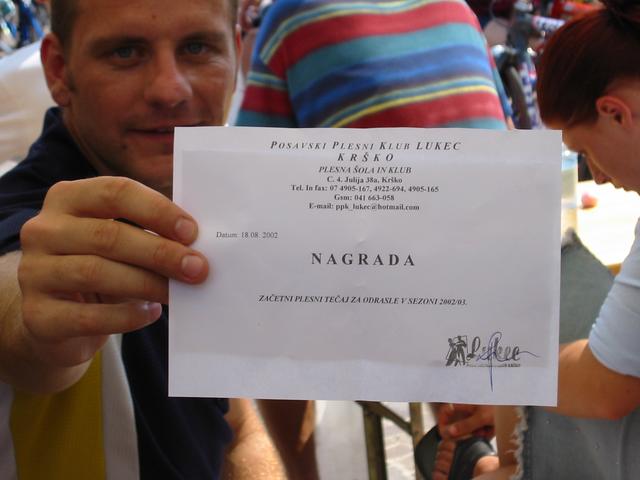 POSAVSKI PLESNI KLUB LUKEC
KRŠKO
PLESNA ŠOLA IN KLUB
C. 4. Julija 38a, Krško
Tel. In fax: 07 4905-167, 4922-694, 4905-165
Gsm: 041 663-058
E-mail: ppk_lukec@hotmail.com
Datum: 18.08. 2002
NAGRADA
ZAČETNI PLESNI TEČAJ ZA ODRASLE V SEZONI 2002/03.
Lukec